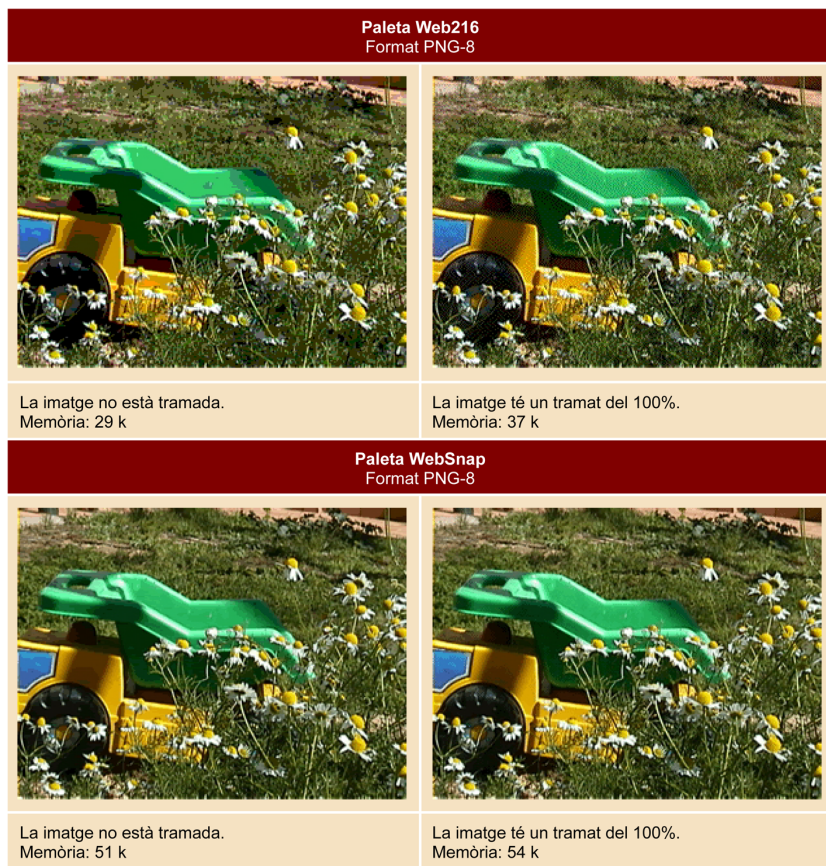 Paleta Web216
Format PNG-8
La imatge no està tramada.
Memòria: 29 k
La imatge té un tramat del 100%.
Memòria: 37 k
Paleta WebSnap
Format PNG-8
La imatge no està tramada.
Memòria: 51 k
La imatge té un tramat del 100%.
Memòria: 54 k